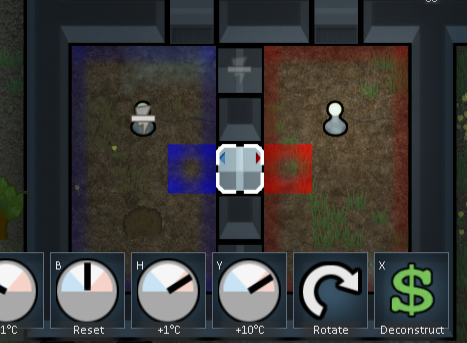 B
H
Y
X
1°C
Reset
+1°C
+10°C
Rotate
Deconstruct